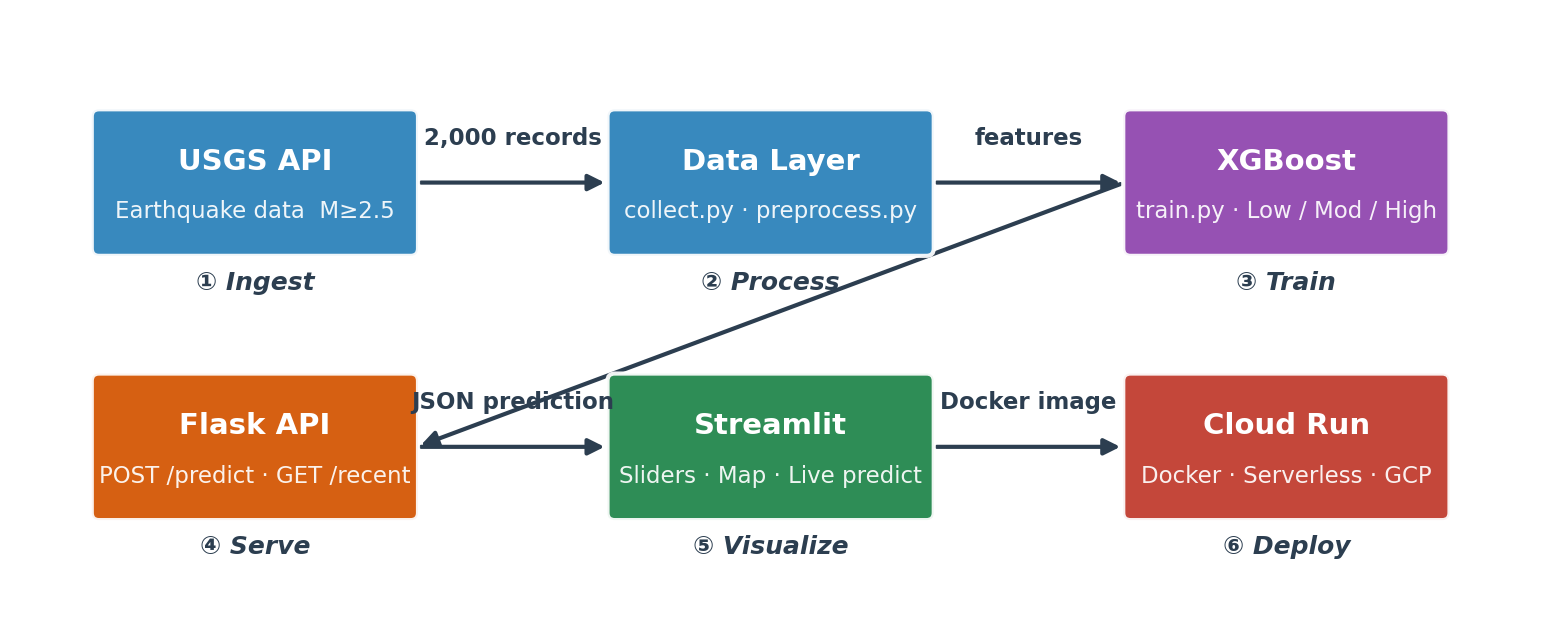 USGS API
Earthquake data  M≥2.5
① Ingest
2,000 records
Data Layer
collect.py · preprocess.py
② Process
features
XGBoost
train.py · Low / Mod / High
③ Train
Flask API
POST /predict · GET /recent
④ Serve
JSON prediction
Streamlit
Sliders · Map · Live predict
⑤ Visualize
Docker image
Cloud Run
Docker · Serverless · GCP
⑥ Deploy